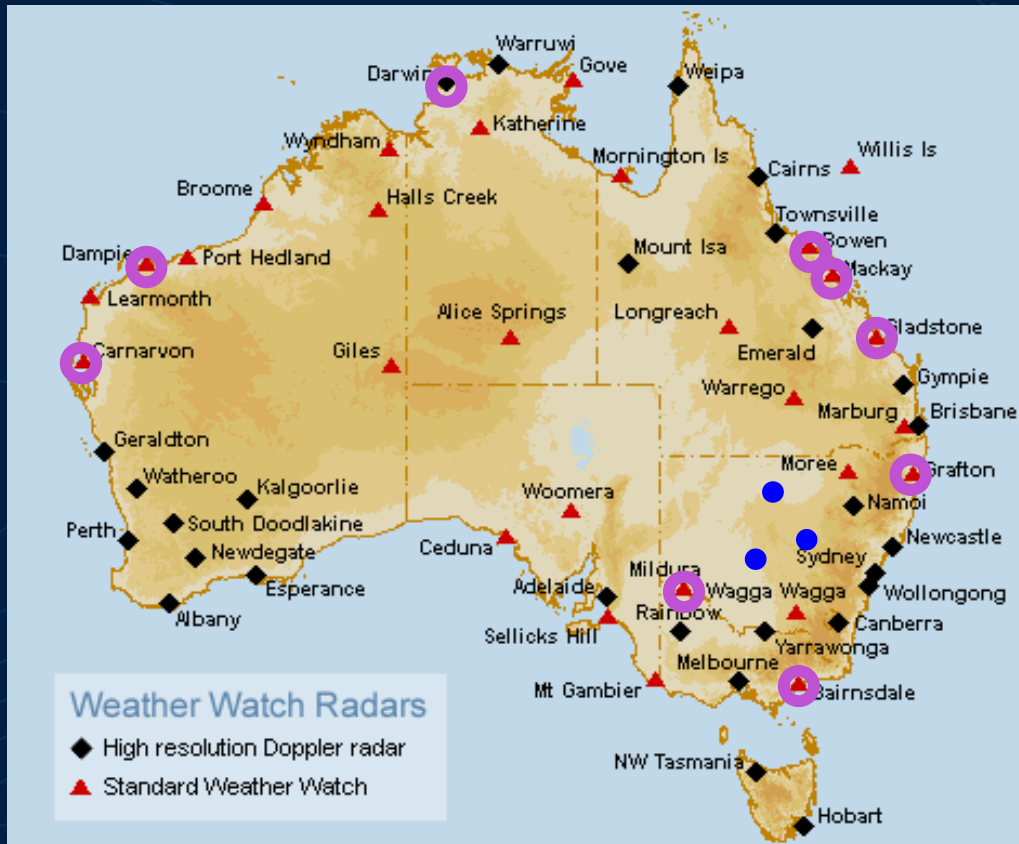 Warruwi
Darwin
Gove
Weipa
Katherine
Wyndham
Mornington Is
Willis Is
Cairns
Broome
Halls Creek
Townsville
Bowen
Dampie
Port Hedland
Mount Isa
Mackay
Learmonth
Alice Springs
Longreach
Gladstone
Carnarvon
Giles
Emerald
Gympie
Warrego
Marburg
Brisbane
Geraldton
Moree
Grafton
Watheroo
Kalgoorlie
Woomera
Namoi
Perth
South Doodlakine
Newcastle
Ceduna
Newdegate
Sydney
Mildura
Esperance
Adelaide
Wagga Wagga
Wollongong
Rainbow
Albany
Canberra
Sellicks Hill
Yarrawonga
Melbourne
Mt Gambier
Bairnsdale
Weather Watch Radars
High resolution Doppler radar
Standard Weather Watch
NW Tasmania
Hobart